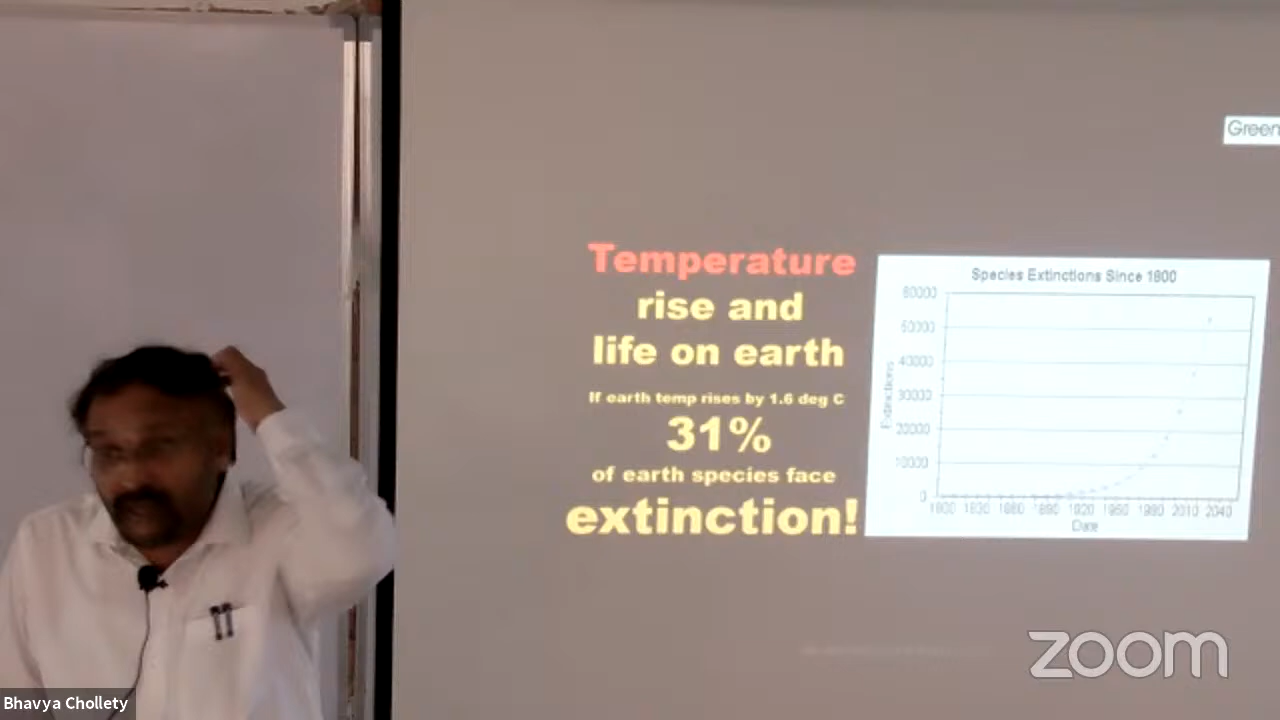 Green
Temperature
rise and
life on earth
If earth temp rises by 1.6 deg C
31%
of earth species face
extinction!
Species Extinctions Since 1800
60000
50000
40000
30000
20000
10000
0
Extinctions
1800 1830 1860 1890 1920 1950 1980 2010 2040
Date
zoom
Bhavya Chollety